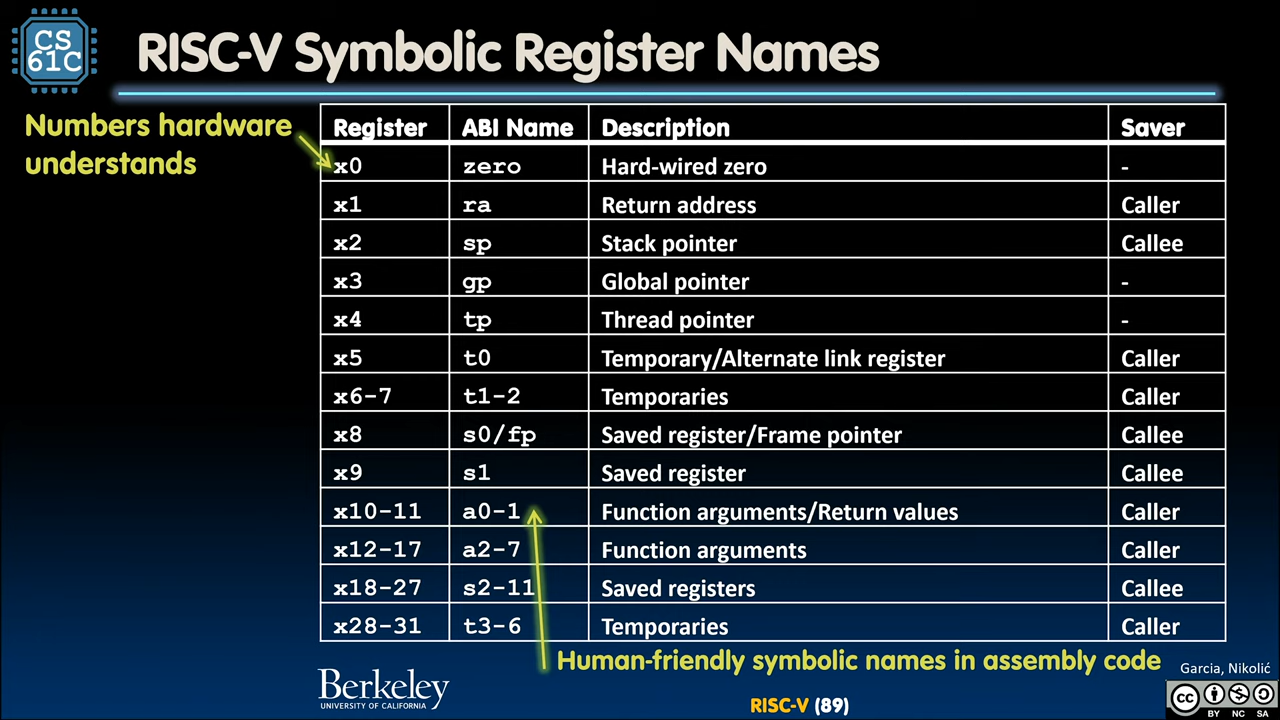 CS
61C
RISC-V Symbolic Register Names
Numbers hardware
understands
Register ABI Name Description Saver
x0 zero Hard-wired zero -
x1 ra Return address Caller
x2 sp Stack pointer Callee
x3 gp Global pointer -
x4 tp Thread pointer -
x5 t0 Temporary/Alternate link register Caller
x6-7 t1-2 Temporaries Caller
x8 s0/fp Saved register/Frame pointer Callee
x9 s1 Saved register Callee
x10-11 a0-1 Function arguments/Return values Caller
x12-17 a2-7 Function arguments Caller
x18-27 s2-11 Saved registers Callee
x28-31 t3-6 Temporaries Caller
Human-friendly symbolic names in assembly code
Berkeley
UNIVERSITY OF CALIFORNIA
RISC-V (89)
Garcia, Nikolić
cc
BY NC SA